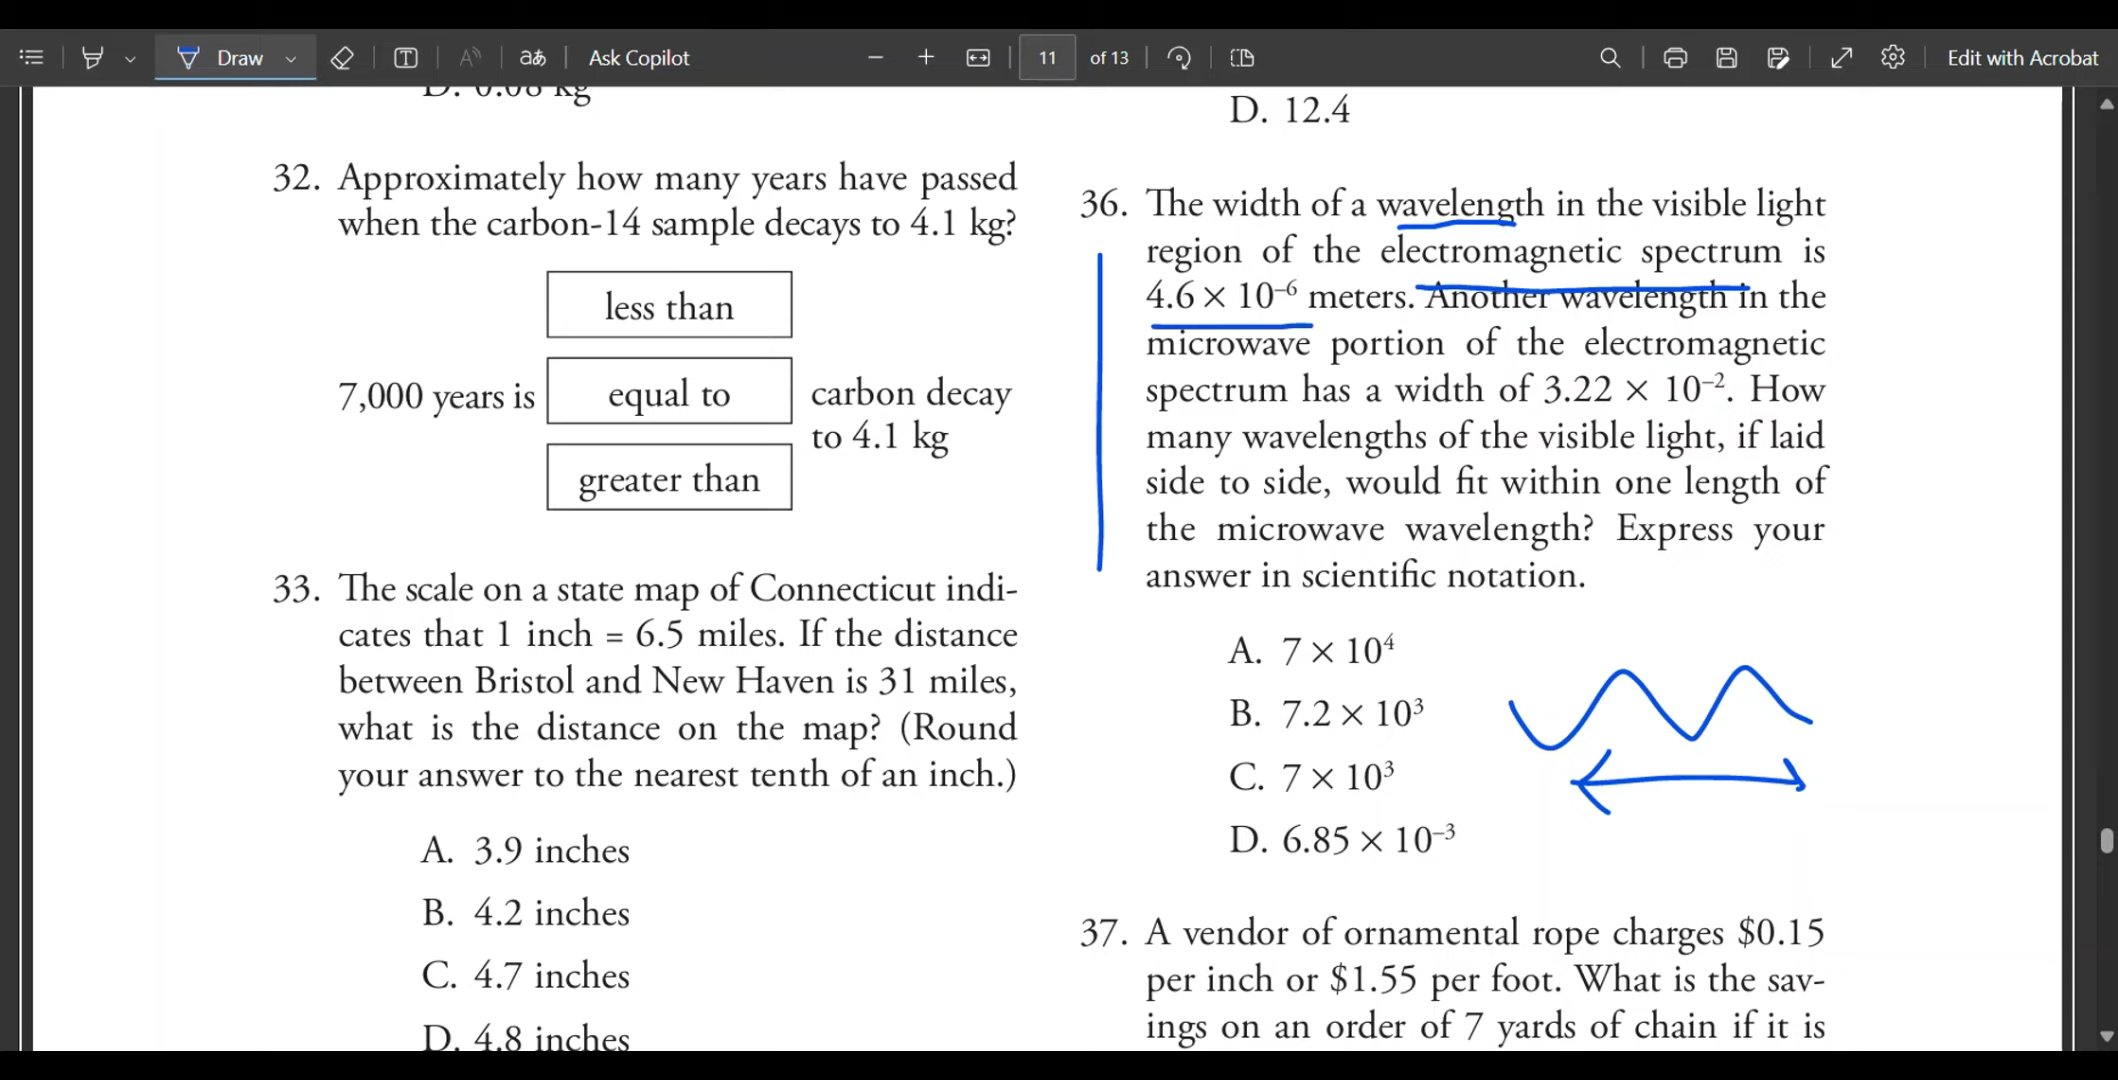 Draw
Ask Copilot
11 of 13
Edit with Acrobat
D. 0.08 kg
32. Approximately how many years have passed
when the carbon-14 sample decays to 4.1 kg?
less than
7,000 years is
equal to
carbon decay
to 4.1 kg
greater than
33. The scale on a state map of Connecticut indi-
cates that 1 inch = 6.5 miles. If the distance
between Bristol and New Haven is 31 miles,
what is the distance on the map? (Round
your answer to the nearest tenth of an inch.)
A. 3.9 inches
B. 4.2 inches
C. 4.7 inches
D. 4.8 inches
D. 12.4
36. The width of a wavelength in the visible light
region of the electromagnetic spectrum is
4.6 × 10⁻⁶ meters. Another wavelength in the
microwave portion of the electromagnetic
spectrum has a width of 3.22 × 10⁻². How
many wavelengths of the visible light, if laid
side to side, would fit within one length of
the microwave wavelength? Express your
answer in scientific notation.
A. 7 × 10⁴
B. 7.2 × 10³
C. 7 × 10³
D. 6.85 × 10⁻³
37. A vendor of ornamental rope charges $0.15
per inch or $1.55 per foot. What is the sav-
ings on an order of 7 yards of chain if it is